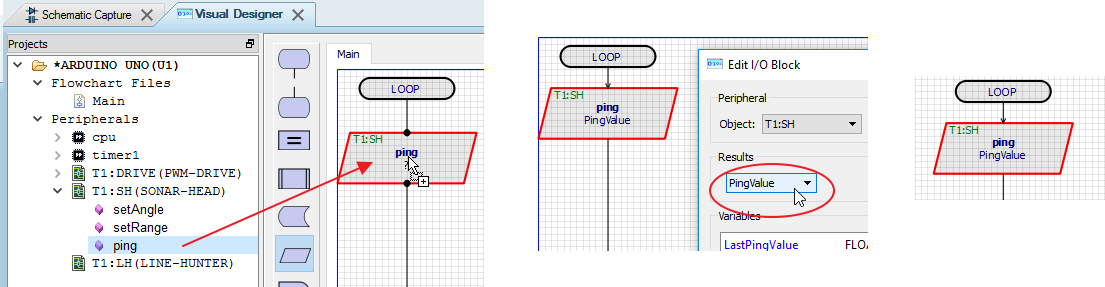 Schematic Capture
Visual Designer
Projects
*ARDUINO UNO(U1)
Flowchart Files
Main
Peripherals
cpu
timer1
T1:DRIVE(PWM-DRIVE)
T1:SH(SONAR-HEAD)
setAngle
setRange
ping
T1:LH(LINE-HUNTER)
Main
LOOP
T1:SH
ping
LOOP
T1:SH
ping
PingValue
Edit I/O Block
Peripheral
Object: T1:SH
Results
PingValue
Variables
LastPingValue FLOA
LOOP
T1:SH
ping
PingValue